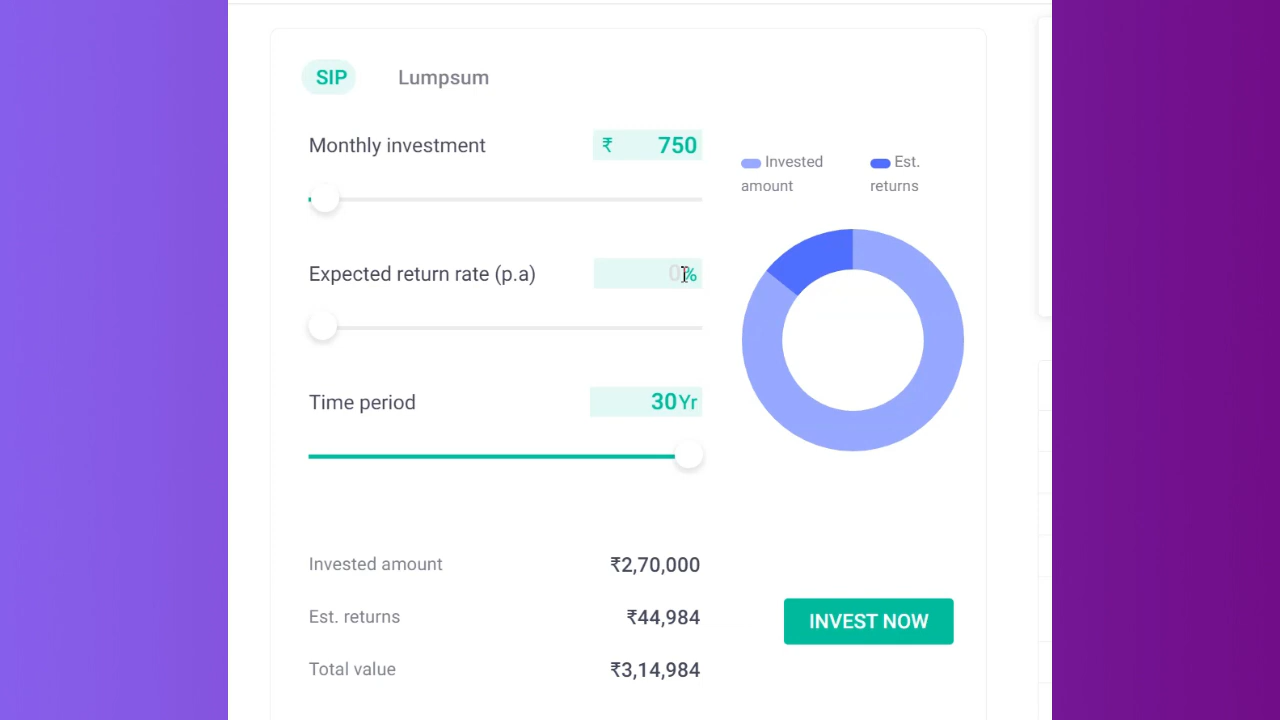 SIP Lumpsum
Monthly investment ₹ 750
Invested amount
Est. returns
Expected return rate (p.a) 0%
Time period 30Yr
Invested amount ₹2,70,000
Est. returns ₹44,984
Total value ₹3,14,984
INVEST NOW